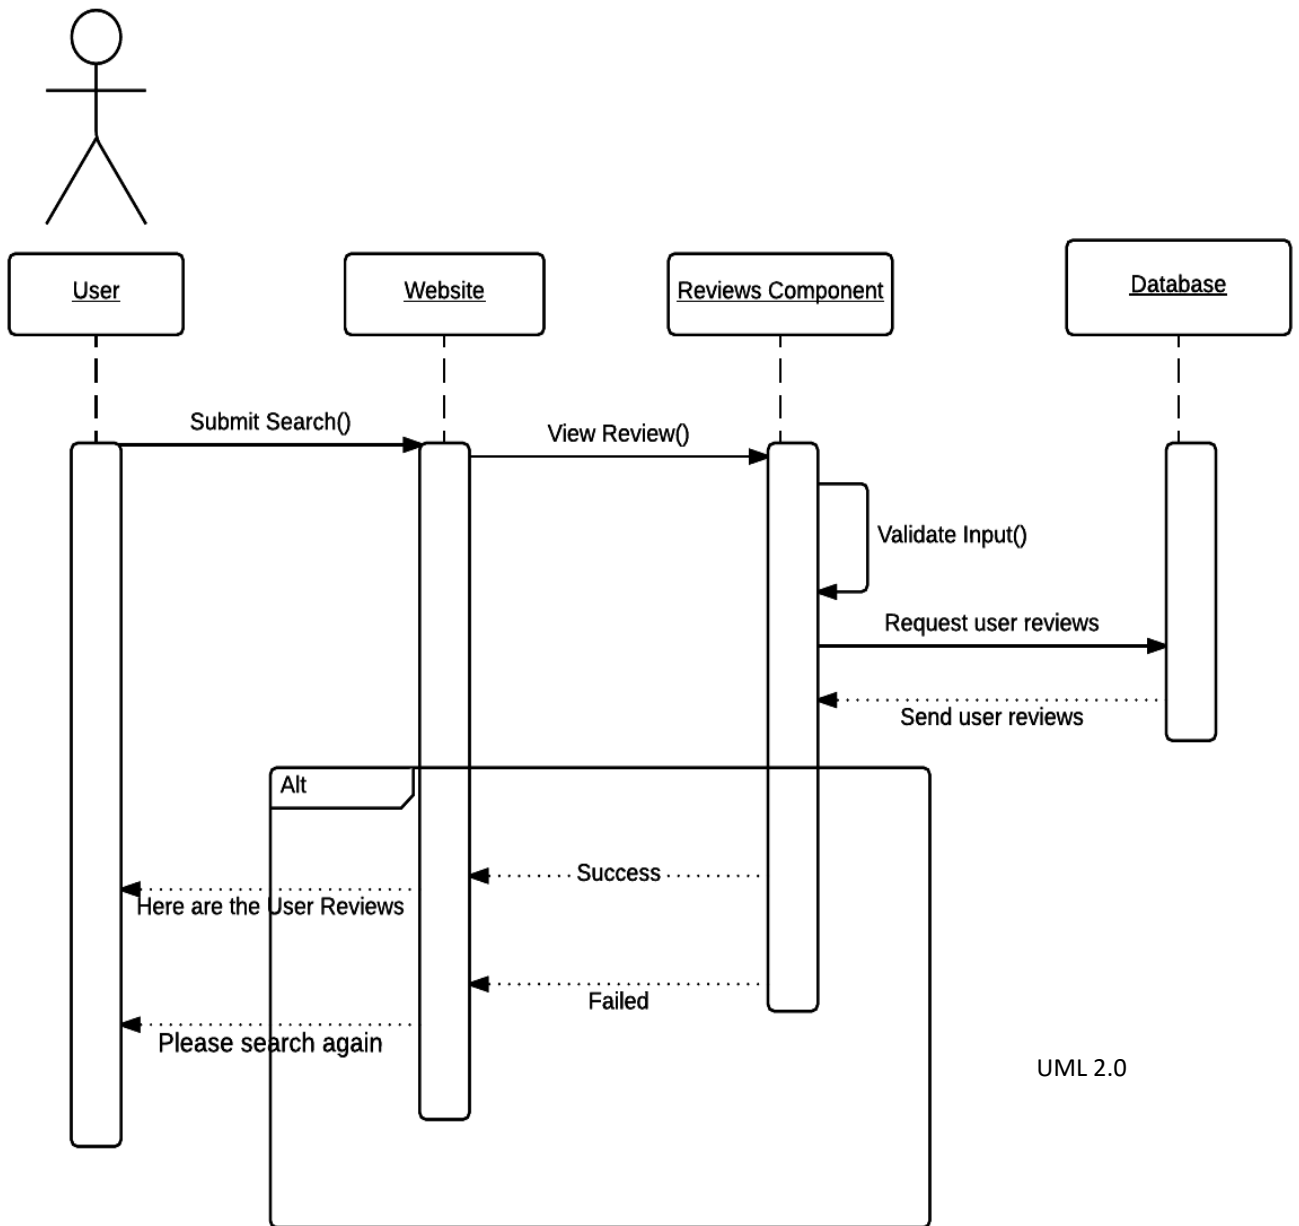 User
Website
Reviews Component
Database
Submit Search()
View Review()
Validate Input()
Request user reviews
Send user reviews
Alt
Success
Here are the User Reviews
Failed
Please search again
UML 2.0